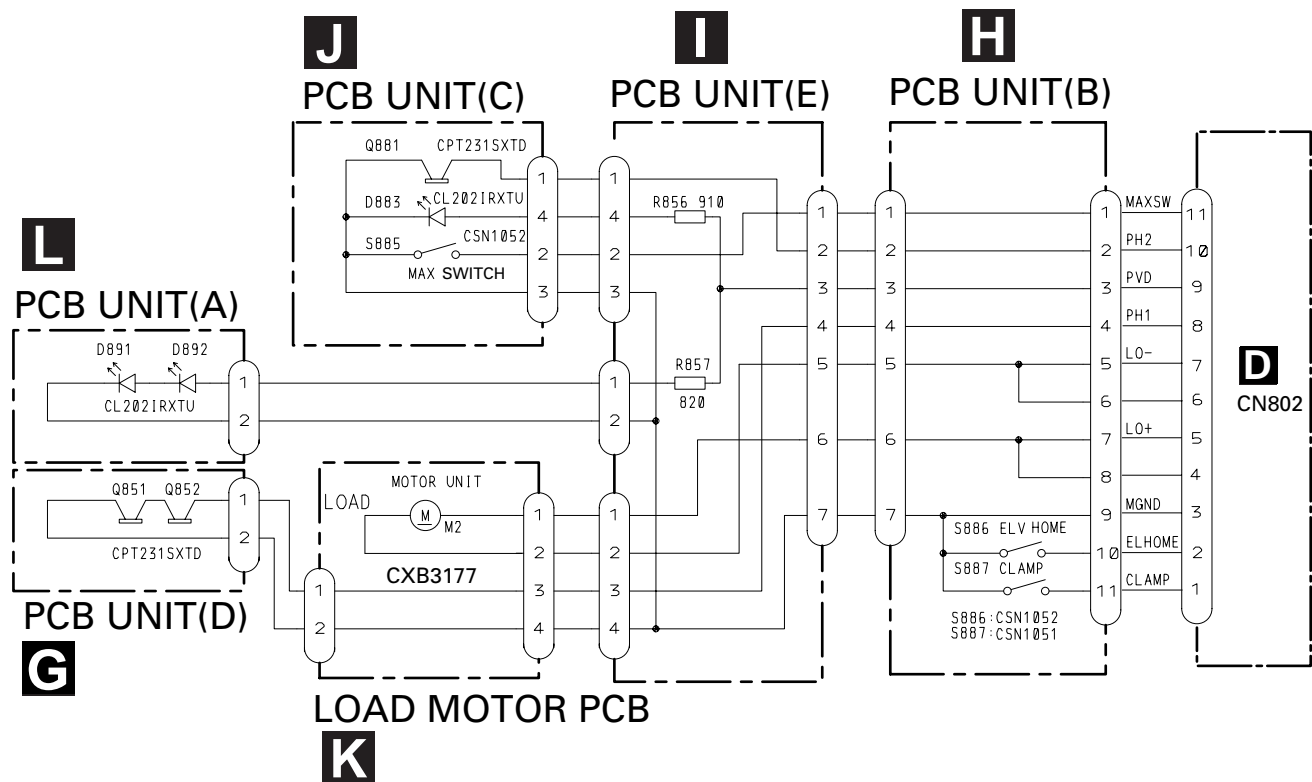 J
PCB UNIT(C)
Q881 CPT231SXTD
D883 CL202IRXTU
S885 CSN1052
MAX SWITCH
1
4
2
3
I
PCB UNIT(E)
1
4
2
3
R856 910
1
2
R857
820
1
2
3
4
1
2
3
4
5
6
7
H
PCB UNIT(B)
1
2
3
4
5
6
7
S886 ELV HOME
S887 CLAMP
S886:CSN1052
S887:CSN1051
1 MAXSW 11
2 PH2 10
3 PVD 9
4 PH1 8
5 LO- 7
6 6
7 LO+ 5
8 4
9 MGND 3
10 ELHOME 2
11 CLAMP 1
D
CN802
L
PCB UNIT(A)
D891 D892
CL202IRXTU
1
2
Q851 Q852
CPT231SXTD
1
2
PCB UNIT(D)
G
MOTOR UNIT
LOAD
M
M2
CXB3177
1
2
1
2
3
4
LOAD MOTOR PCB
K